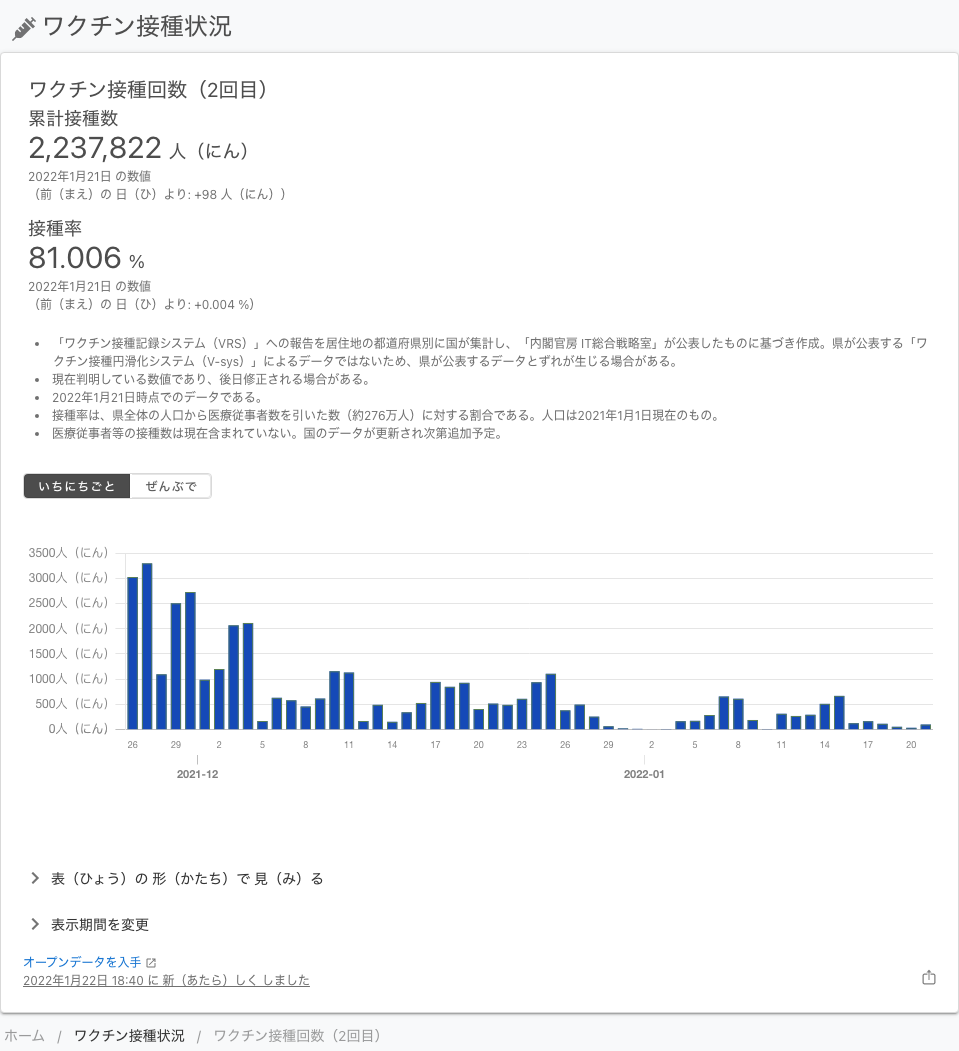 ワクチン接種状況
ワクチン接種回数（2回目）
累計接種数
2,237,822 人（にん）
2022年1月21日 の数値
（前（まえ）の 日（ひ）より: +98 人（にん））
接種率
81.006 %
2022年1月21日 の数値
（前（まえ）の 日（ひ）より: +0.004 %）
「ワクチン接種記録システム（VRS）」への報告を居住地の都道府県別に国が集計し、「内閣官房 IT総合戦略室」が公表したものに基づき作成。県が公表する「ワ
クチン接種円滑化システム（V-sys）」によるデータではないため、県が公表するデータとずれが生じる場合がある。
現在判明している数値であり、後日修正される場合がある。
2022年1月21日時点でのデータである。
接種率は、県全体の人口から医療従事者数を引いた数（約276万人）に対する割合である。人口は2021年1月1日現在のもの。
医療従事者等の接種数は現在含まれていない。国のデータが更新され次第追加予定。
いちにちごと ぜんぶで
3500人（にん）
3000人（にん）
2500人（にん）
2000人（にん）
1500人（にん）
1000人（にん）
500人（にん）
0人（にん）
26 29 2 5 8 11 14 17 20 23 26 29 2 5 8 11 14 17 20
2021-12 2022-01
表（ひょう）の 形（かたち）で 見（み）る
表示期間を変更
オープンデータを入手
2022年1月22日 18:40 に 新（あたら）しく しました
ホーム / ワクチン接種状況 / ワクチン接種回数（2回目）